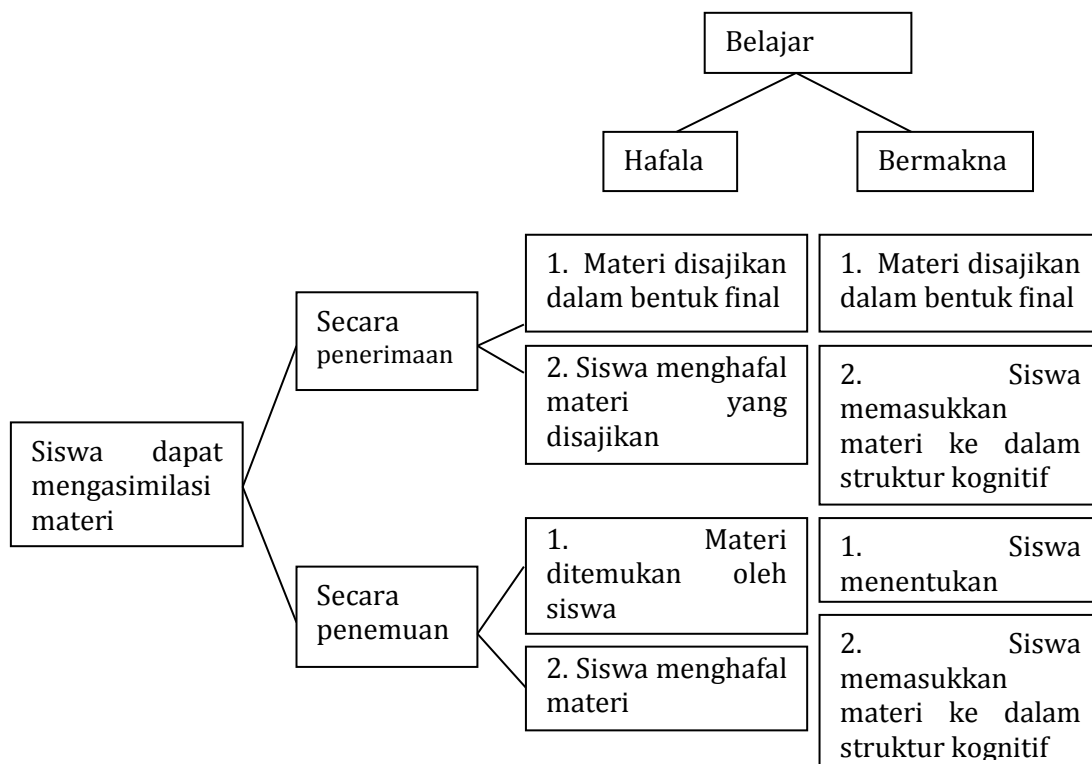 Belajar
Hafala
Bermakna
1. Materi disajikan
dalam bentuk final
1. Materi disajikan
dalam bentuk final
Secara
penerimaan
2. Siswa menghafal
materi yang
disajikan
2. Siswa
memasukkan
materi ke dalam
struktur kognitif
Siswa dapat
mengasimilasi
materi
1. Materi
ditemukan oleh
siswa
1. Siswa
menentukan
Secara
penemuan
2. Siswa menghafal
materi
2. Siswa
memasukkan
materi ke dalam
struktur kognitif